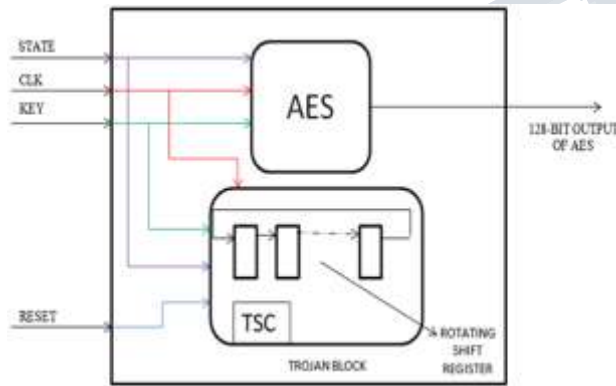 STATE
CLK
KEY
AES
128-BIT OUTPUT
OF AES
RESET
TSC
ROTATING
SHIFT
REGISTER
TROJAN BLOCK